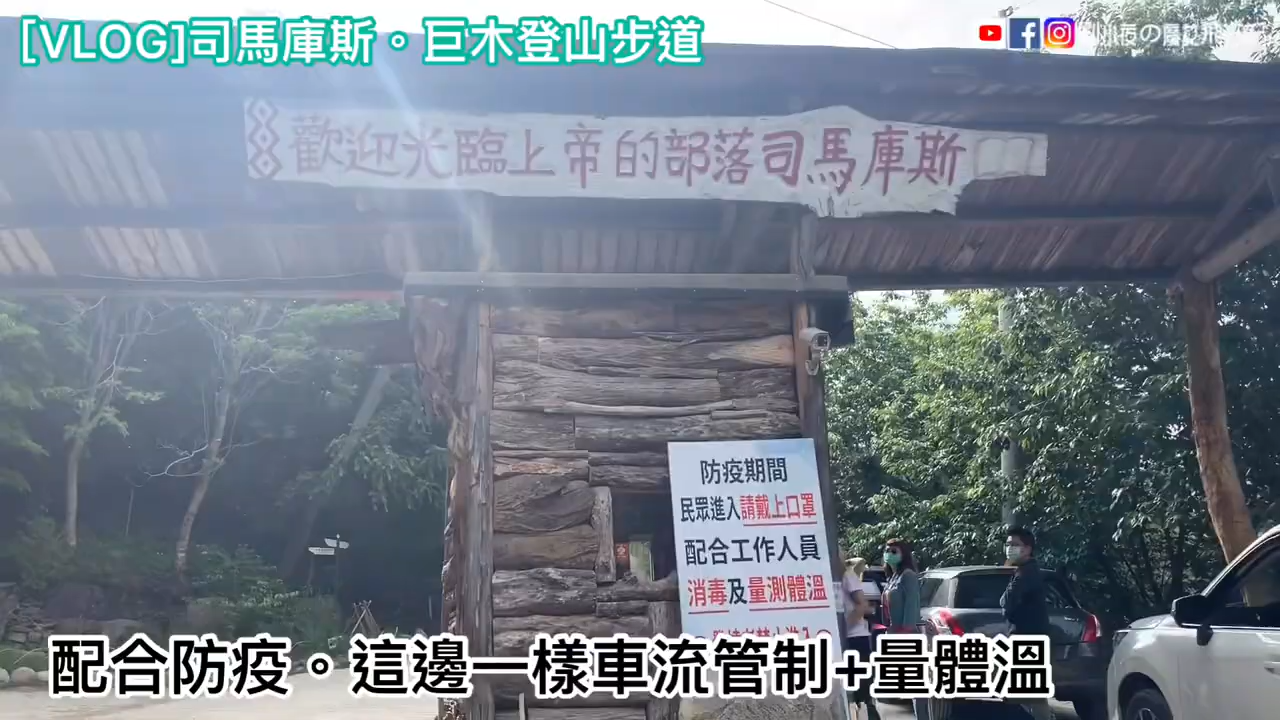 [VLOG]司馬庫斯。巨木登山步道
歡迎光臨上帝的部落司馬庫斯
防疫期間
民眾進入請戴上口罩
配合工作人員
消毒及量測體溫
配合防疫。這邊一樣車流管制+量體溫